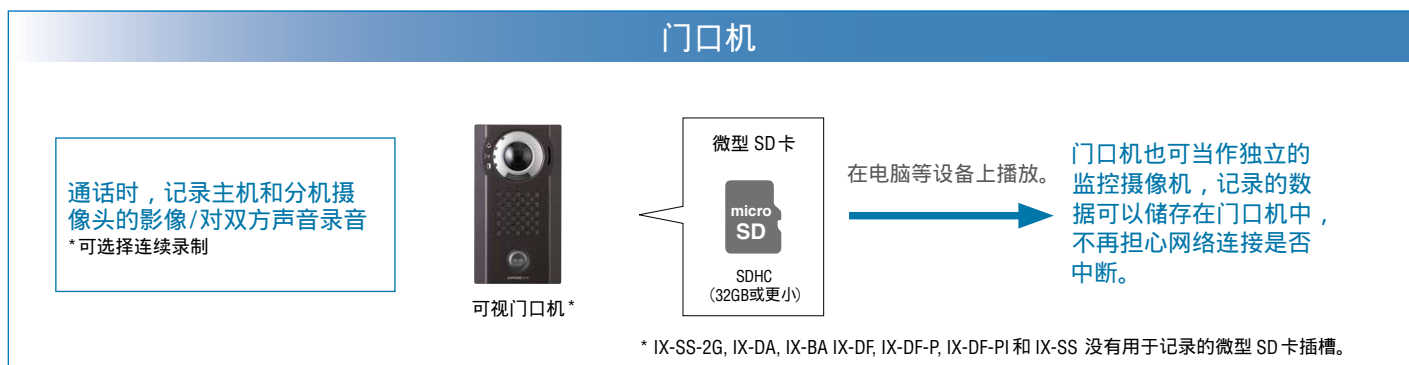 门口机
通话时，记录主机和分机摄
像头的影像/对双方声音录音
*可选择连续录制
可视门口机*
微型 SD卡
micro
SD
SDHC
(32GB或更小)
在电脑等设备上播放。
门口机也可当作独立的
监控摄像机，记录的数
据可以储存在门口机中，
不再担心网络连接是否
中断。
* IX-SS-2G, IX-DA, IX-BA IX-DF, IX-DF-P, IX-DF-PI 和 IX-SS 没有用于记录的微型 SD卡插槽。